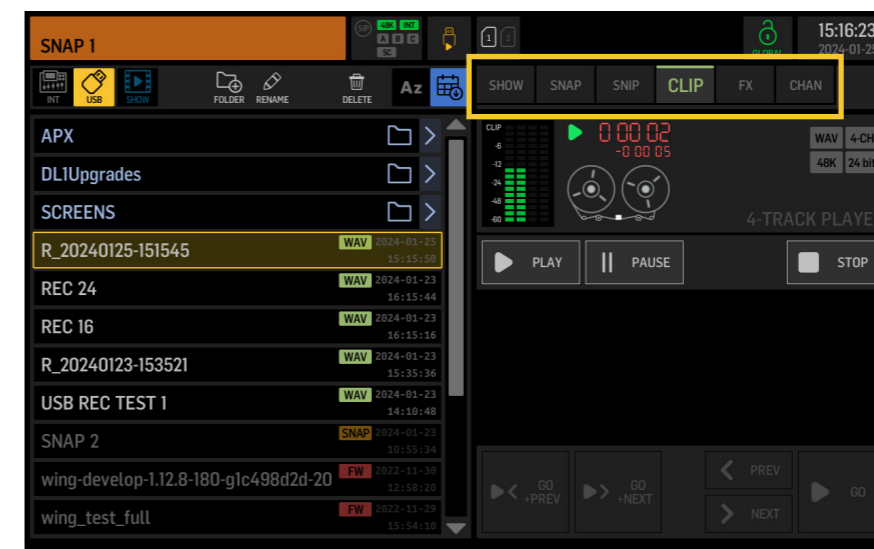 SNAP 1
SIP 48K INT
A B C
SC
1 2
GLOBAL
15:16:23
2024-01-25
INT USB SHOW FOLDER RENAME DELETE Az
SHOW SNAP SNIP CLIP FX CHAN
APX
DL1Upgrades
SCREENS
R_20240125-151545 WAV 2024-01-25
15:15:50
REC 24 WAV 2024-01-23
16:15:44
REC 16 WAV 2024-01-23
16:15:16
R_20240123-153521 WAV 2024-01-23
15:35:36
USB REC TEST 1 WAV 2024-01-23
14:10:48
SNAP 2 SNAP 2024-01-23
10:55:34
wing-develop-1.12.8-180-g1c498d2d-20 FW 2022-11-30
12:58:20
wing_test_full FW 2022-11-29
15:54:10
CLIP
-6
-12
-24
-48
-60
0 00 02
-0 00 05
WAV 4-CH
48K 24 bit
4-TRACK PLAYE
PLAY PAUSE STOP
GO
+PREV
GO
+NEXT
PREV
NEXT
GO